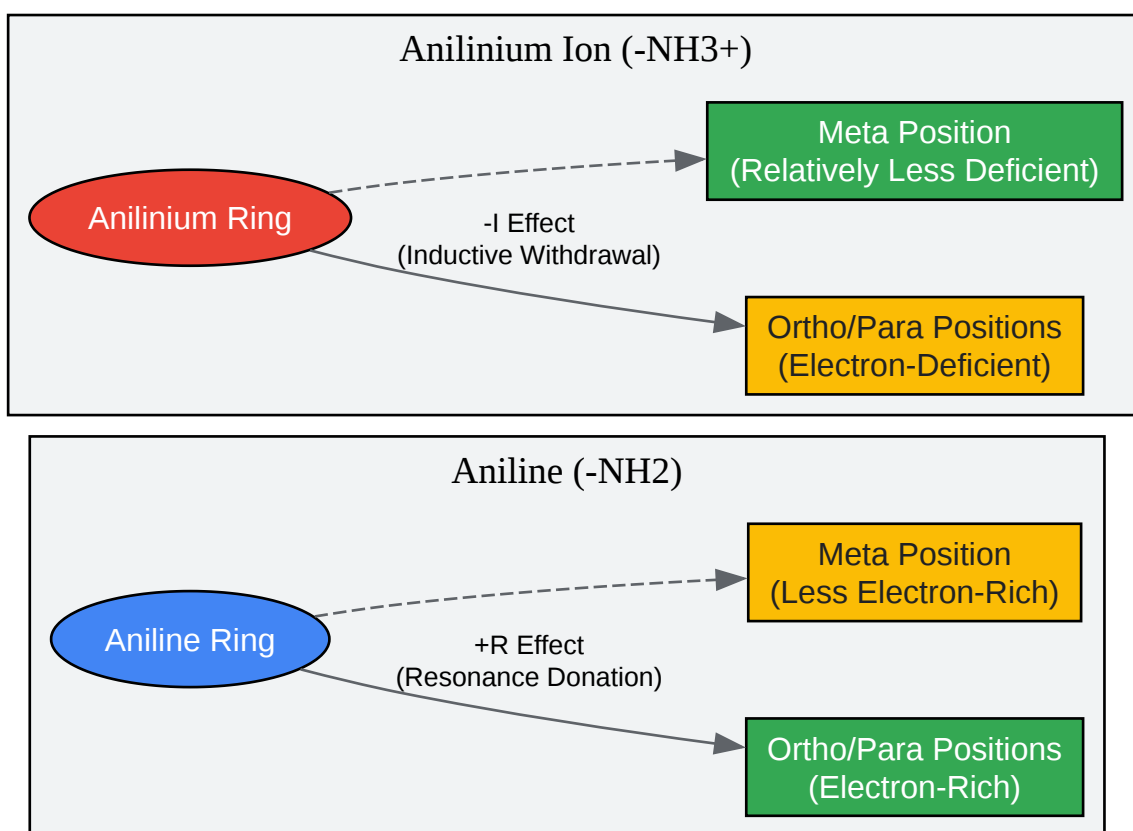 Anilinium Ion (-NH3+)
Meta Position
(Relatively Less Deficient)
Anilinium Ring
-I Effect
(Inductive Withdrawal)
Ortho/Para Positions
(Electron-Deficient)
Aniline (-NH2)
Meta Position
(Less Electron-Rich)
Aniline Ring
+R Effect
(Resonance Donation)
Ortho/Para Positions
(Electron-Rich)